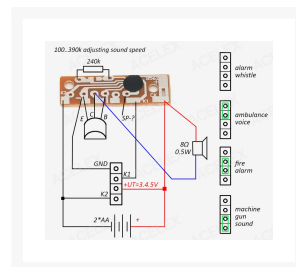 100..390k adjusting sound speed
240k
E
C
B
SP-?
GND
K1
+UT=3.4.5V
K2
2*AA
+
8Ω
0.5W
alarm
whistle
ambulance
voice
fire
alarm
machine
gun
sound